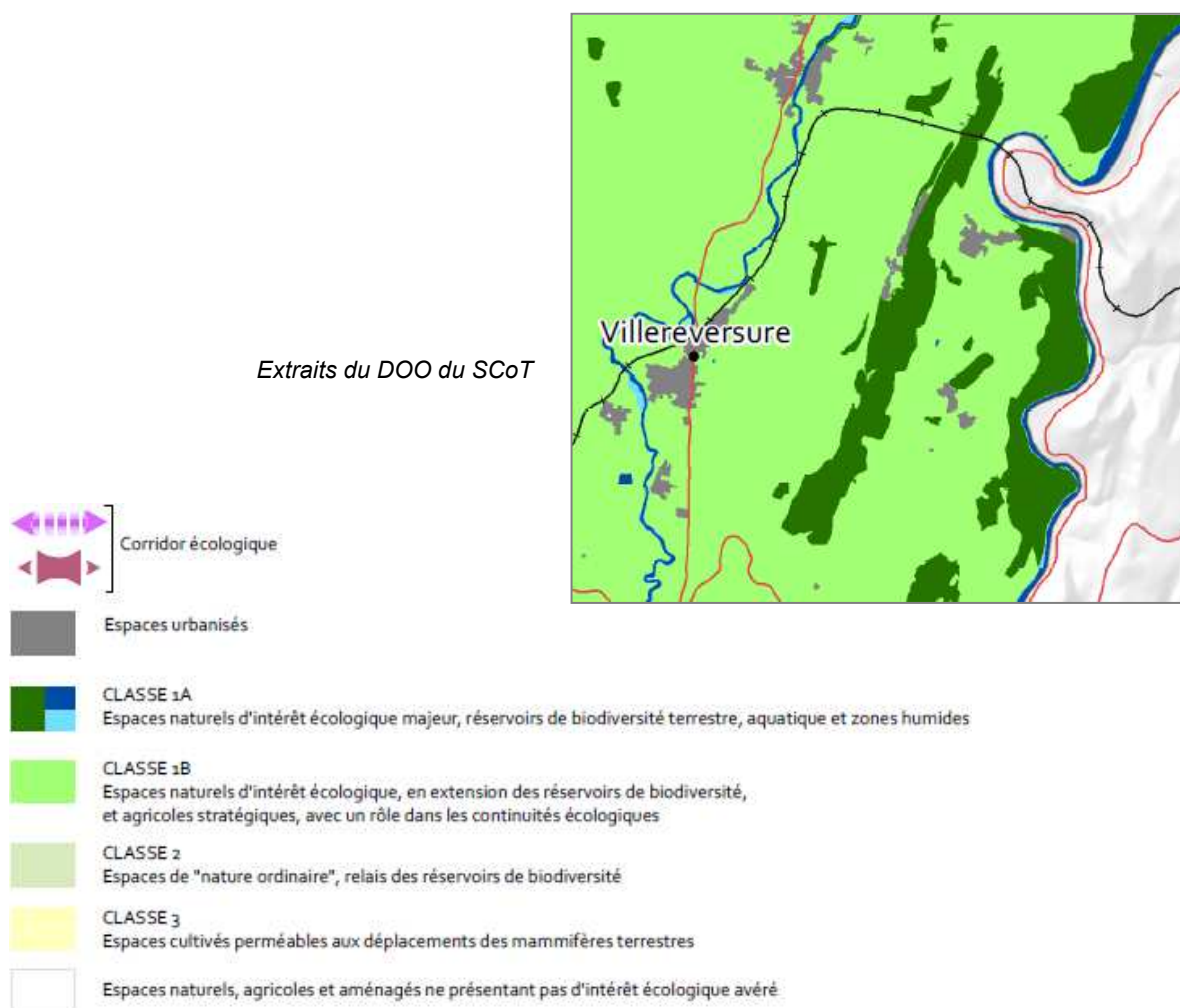 Villereversure
Extraits du DOO du SCoT
Corridor écologique
Espaces urbanisés
CLASSE 1A
Espaces naturels d'intérêt écologique majeur, réservoirs de biodiversité terrestre, aquatique et zones humides
CLASSE 1B
Espaces naturels d'intérêt écologique, en extension des réservoirs de biodiversité,
et agricoles stratégiques, avec un rôle dans les continuités écologiques
CLASSE 2
Espaces de "nature ordinaire", relais des réservoirs de biodiversité
CLASSE 3
Espaces cultivés perméables aux déplacements des mammifères terrestres
Espaces naturels, agricoles et aménagés ne présentant pas d'intérêt écologique avéré